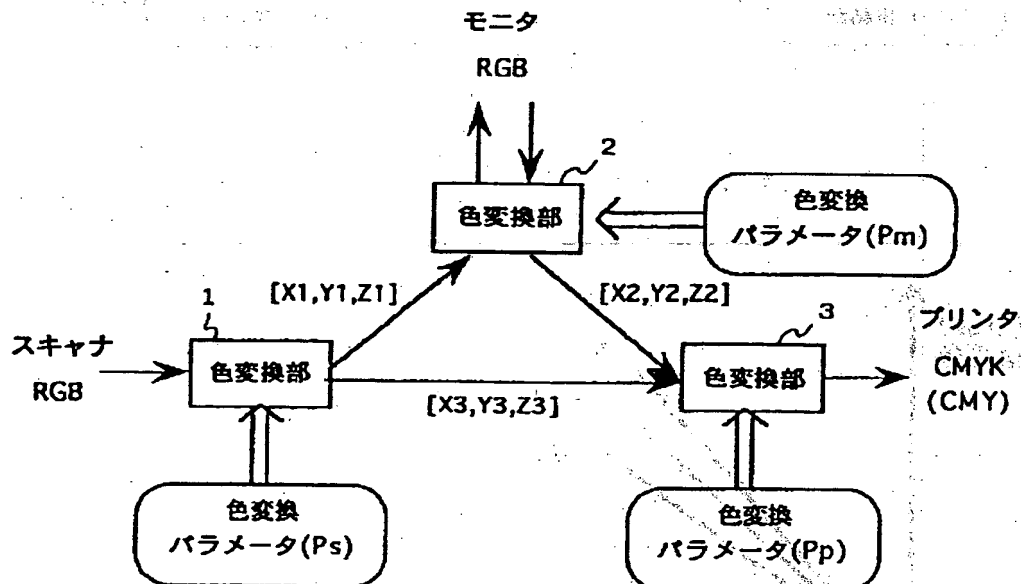 モニタ
RGB
2
色変換部
色変換
パラメータ(Pm)
[X1,Y1,Z1]
[X2,Y2,Z2]
1
スキャナ
RGB
色変換部
[X3,Y3,Z3]
3
色変換部
プリンタ
CMYK
(CMY)
色変換
パラメータ(Ps)
色変換
パラメータ(Pp)